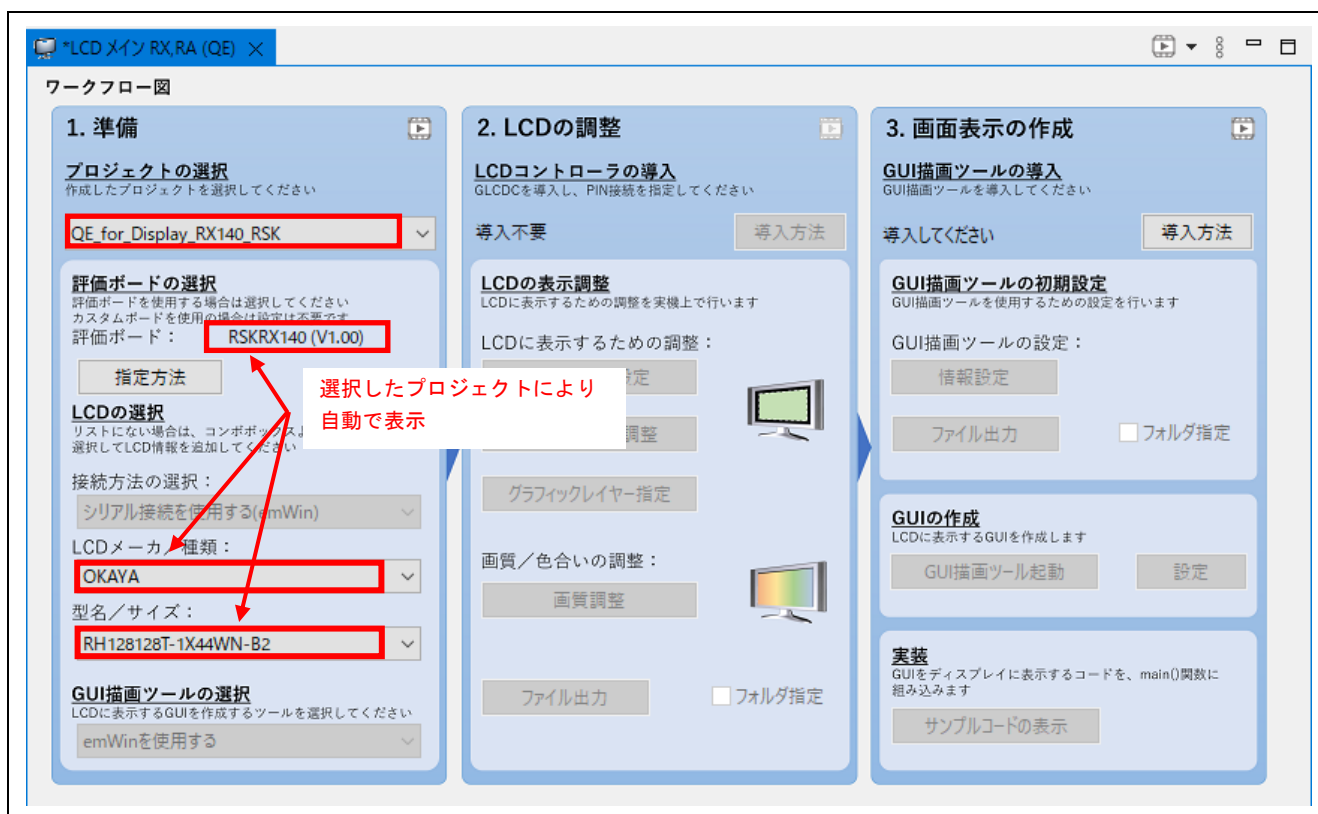 *LCD メイン RX,RA (QE)
ワークフロー図
1. 準備
プロジェクトの選択
作成したプロジェクトを選択してください
QE_for_Display_RX140_RSK
評価ボードの選択
評価ボードを使用する場合は選択してください
カスタムボードを使用の場合は設定は不要です
評価ボード：
RSKRX140 (V1.00)
指定方法
選択したプロジェクトにより
自動で表示
LCDの選択
リストにない場合は、コンボボックスよ
選択してLCD情報を追加してください
接続方法の選択：
シリアル接続を使用する(emWin)
LCDメーカ／種類：
OKAYA
型名／サイズ：
RH128128T-1X44WN-B2
GUI描画ツールの選択
LCDに表示するGUIを作成するツールを選択してください
emWinを使用する
2. LCDの調整
LCDコントローラの導入
GLCDCを導入し、PIN接続を指定してください
導入不要
導入方法
LCDの表示調整
LCDに表示するための調整を実機上で行います
LCDに表示するための調整：
定
調整
グラフィックレイヤー指定
画質／色合いの調整：
画質調整
ファイル出力
フォルダ指定
3. 画面表示の作成
GUI描画ツールの導入
GUI描画ツールを導入してください
導入してください
導入方法
GUI描画ツールの初期設定
GUI描画ツールを使用するための設定を行います
GUI描画ツールの設定：
情報設定
ファイル出力
フォルダ指定
GUIの作成
LCDに表示するGUIを作成します
GUI描画ツール起動
設定
実装
GUIをディスプレイに表示するコードを、main()関数に
組み込みます
サンプルコードの表示